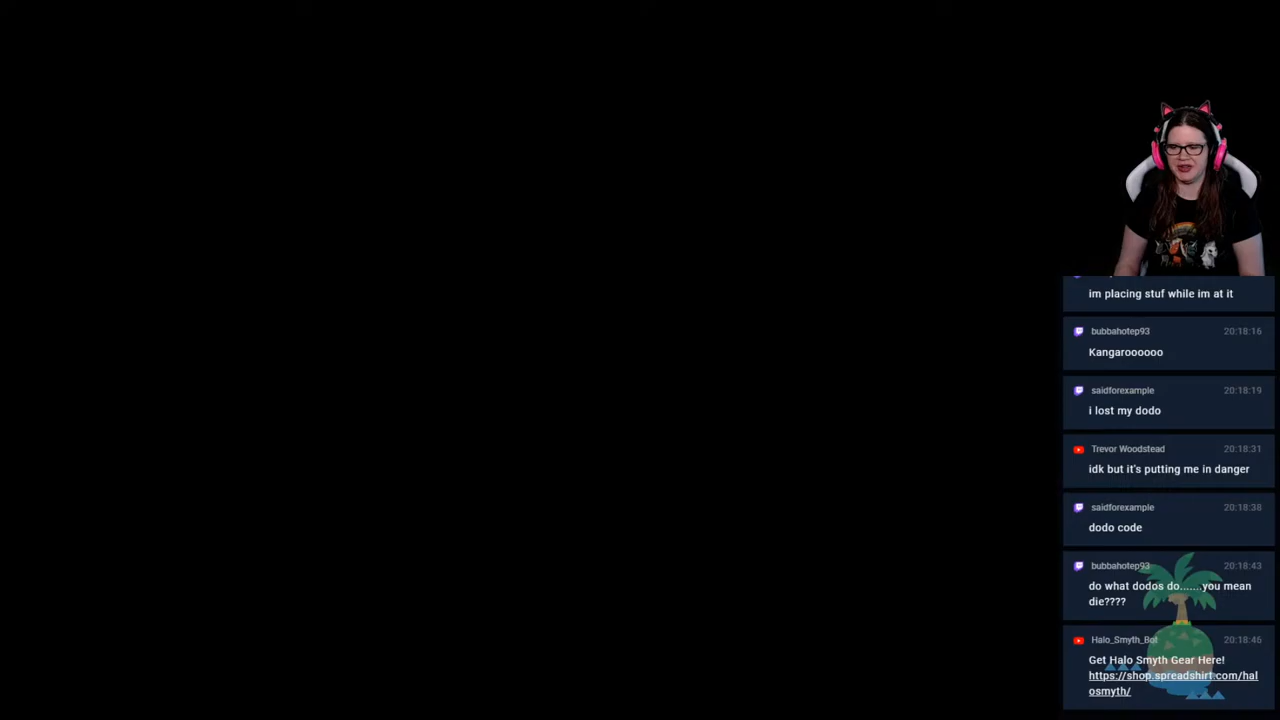 im placing stuf while im at it
bubbahotep93 20:18:16
Kangaroooooo
saidforexample 20:18:19
i lost my dodo
Trevor Woodstead 20:18:31
idk but it's putting me in danger
saidforexample 20:18:38
dodo code
bubbahotep93 20:18:43
do what dodos do.......you mean
die????
Halo_Smyth_Bot 20:18:46
Get Halo Smyth Gear Here!
https://shop.spreadshirt.com/hal
osmyth/